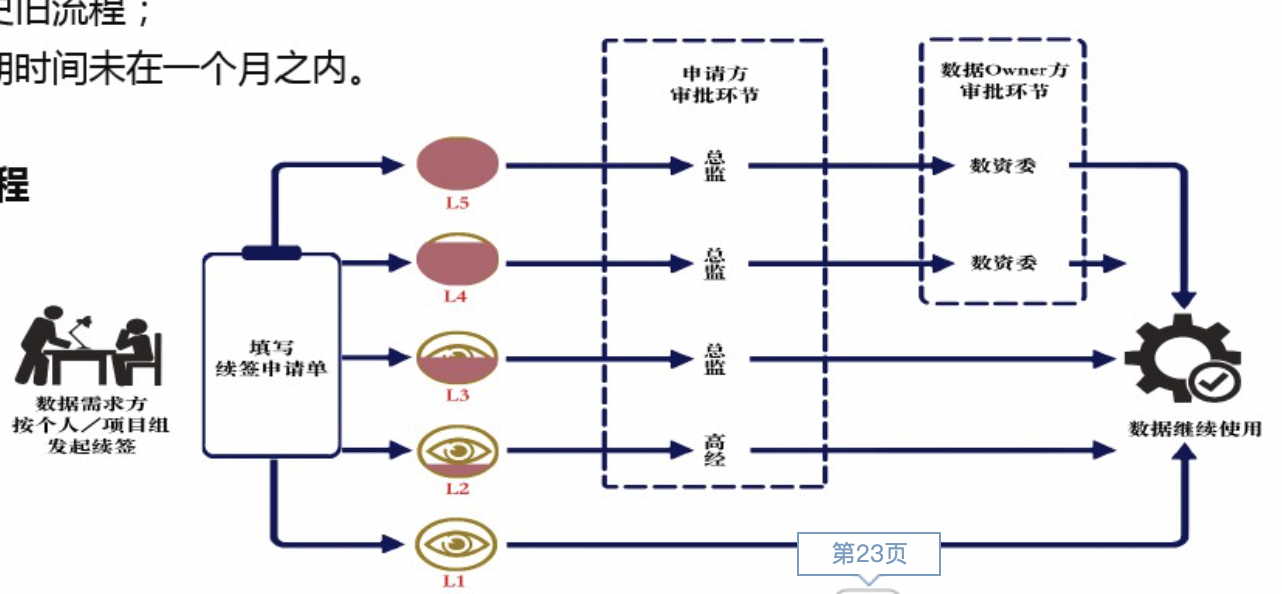 旧流程；
时间未在一个月之内。
程
申请方
审批环节
数据Owner方
审批环节
总监
数资委
L5
总监
数资委
L4
填写
续签申请单
总监
L3
数据需求方
按个人／项目组
发起续签
数据继续使用
高经
L2
第23页
L1